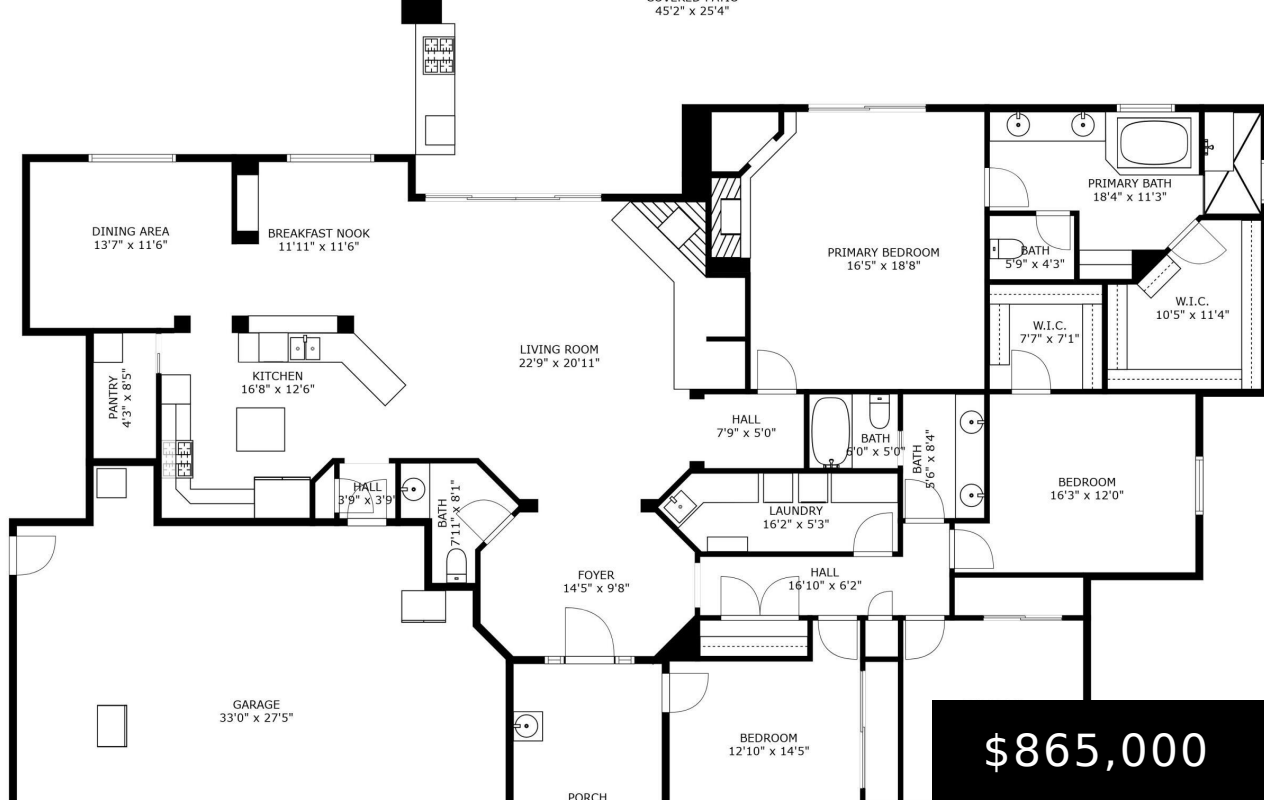 45'2" x 25'4"
PRIMARY BATH
18'4" x 11'3"
DINING AREA
13'7" x 11'6"
BREAKFAST NOOK
11'11" x 11'6"
PRIMARY BEDROOM
16'5" x 18'8"
BATH
5'9" x 4'3"
W.I.C.
10'5" x 11'4"
W.I.C.
7'7" x 7'1"
LIVING ROOM
22'9" x 20'11"
KITCHEN
16'8" x 12'6"
PANTRY
4'3" x 8'5"
HALL
7'9" x 5'0"
BATH
6'0" x 5'0"
BATH
5'6" x 8'4"
BEDROOM
16'3" x 12'0"
HALL
3'9" x 3'9"
BATH
7'11" x 8'1"
LAUNDRY
16'2" x 5'3"
FOYER
14'5" x 9'8"
HALL
16'10" x 6'2"
GARAGE
33'0" x 27'5"
BEDROOM
12'10" x 14'5"
$865,000
PORCH